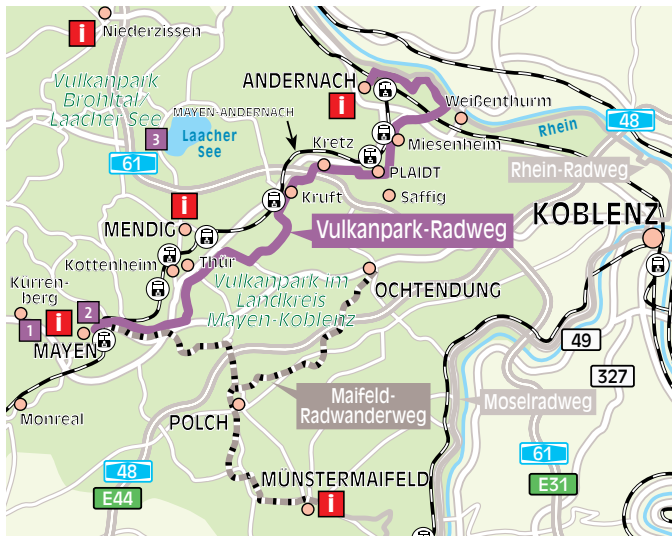 i
Niederzissen
Vulkanpark
Brohltal/
Laacher See
ANDERNACH
i
Weißenthurm
MAYEN-ANDERNACH
3
Laacher
See
61
Rhein
48
Kretz
Miesenheim
PLAIDT
Rhein-Radweg
Kruft
Saffig
i
MENDIG
Vulkanpark-Radweg
KOBLENZ
Kottenheim
Thür
Kürren-
berg
Vulkanpark im
Landkreis
Mayen-Koblenz
OCHTENDUNG
1
i
2
MAYEN
49
327
Maifeld-
Radwanderweg
Moselradweg
Monreal
POLCH
48
E44
61
E31
MÜNSTERMAIFELD
i